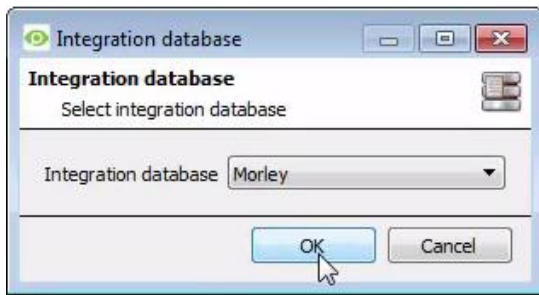 Integration database
Integration database
Select integration database
Integration database Morley
OK Cancel